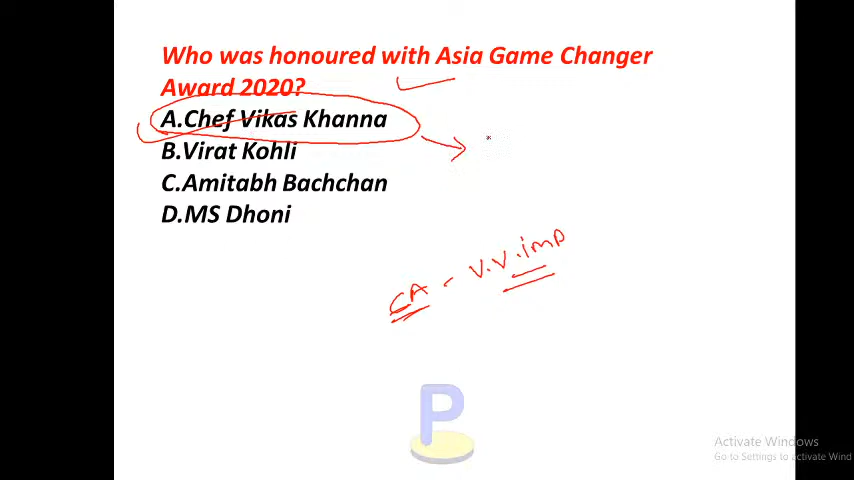 Who was honoured with Asia Game Changer
Award 2020?
A.Chef Vikas Khanna
B.Virat Kohli
C.Amitabh Bachchan
D.MS Dhoni
CA - V.V.imp
P
Activate Windows
Go to Settings to activate Wind